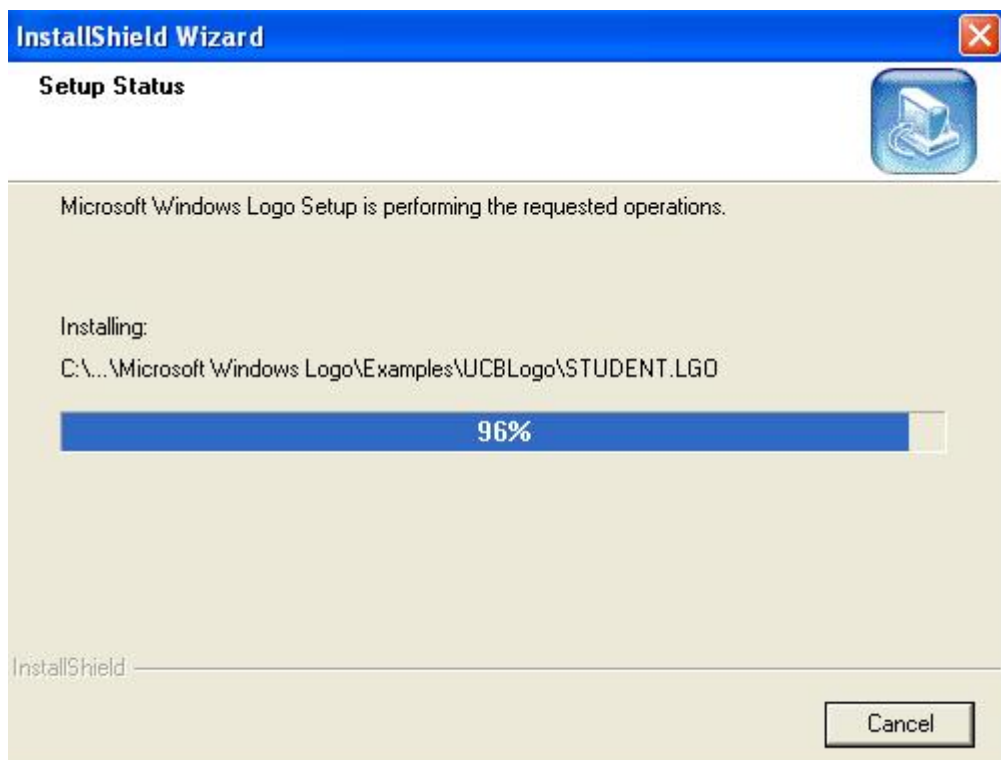 InstallShield Wizard
Setup Status
Microsoft Windows Logo Setup is performing the requested operations.
Installing:
C:\...\Microsoft Windows Logo\Examples\UCBLogo\STUDENT.LGO
96%
InstallShield
Cancel